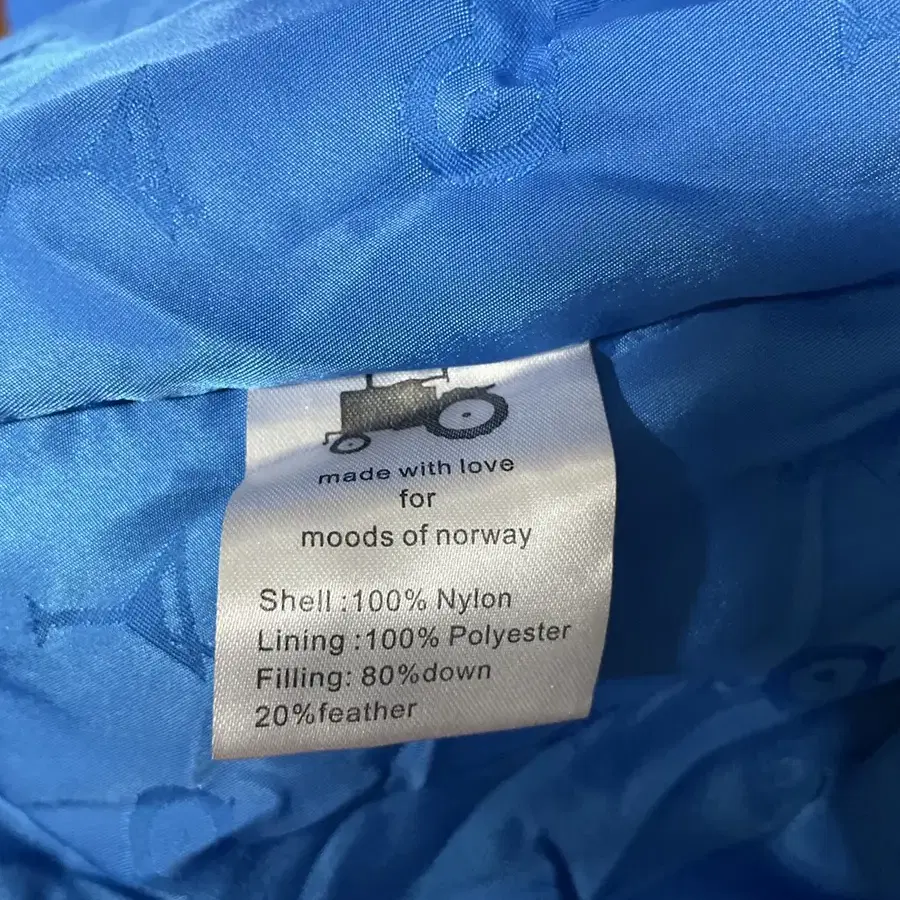 made with love
for
moods of norway
Shell :100% Nylon
Lining :100% Polyester
Filling: 80%down
20%feather